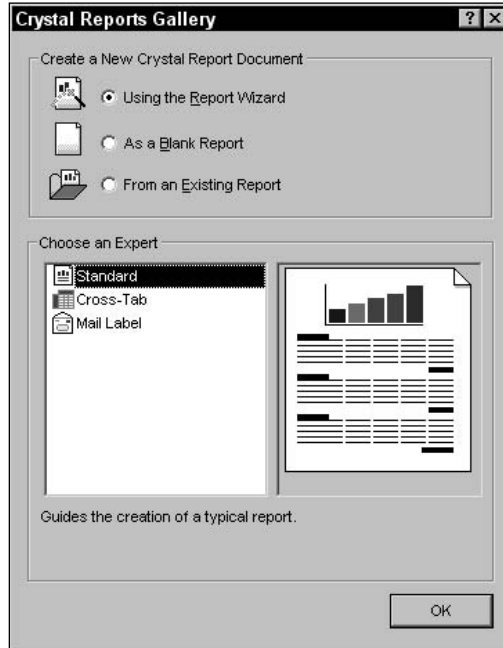 Crystal Reports Gallery
Create a New Crystal Report Document
Using the Report Wizard
As a Blank Report
From an Existing Report
Choose an Expert
Standard
Cross-Tab
Mail Label
Guides the creation of a typical report.
OK